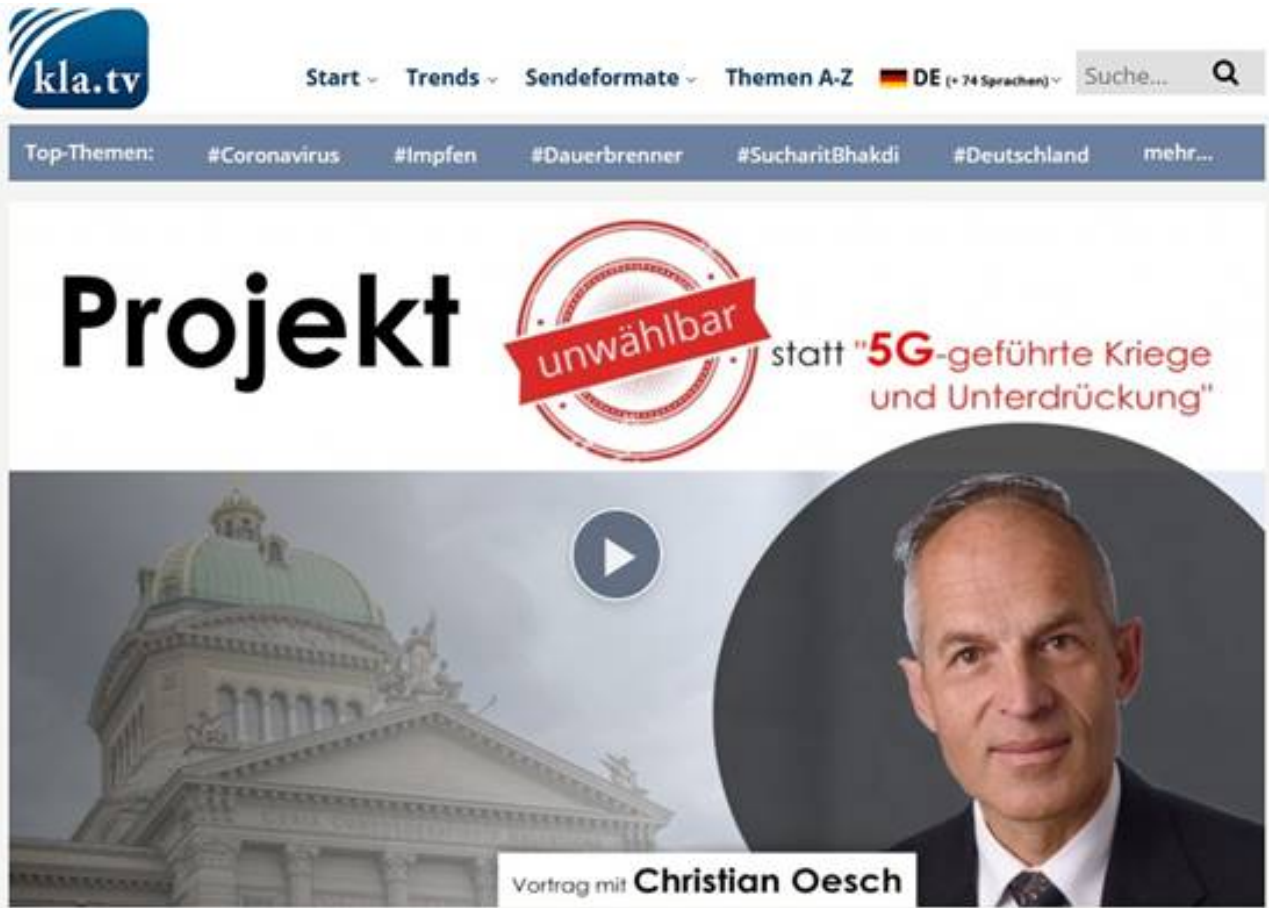 kla.tv
Start Trends Sendeformate Themen A-Z DE (+ 74 Sprachen) Suche...
Top-Themen: #Coronavirus #Impfen #Dauerbrenner #SucharitBhakdi #Deutschland mehr...
Projekt unwählbar statt "5G-geführte Kriege
und Unterdrückung"
Vortrag mit Christian Oesch